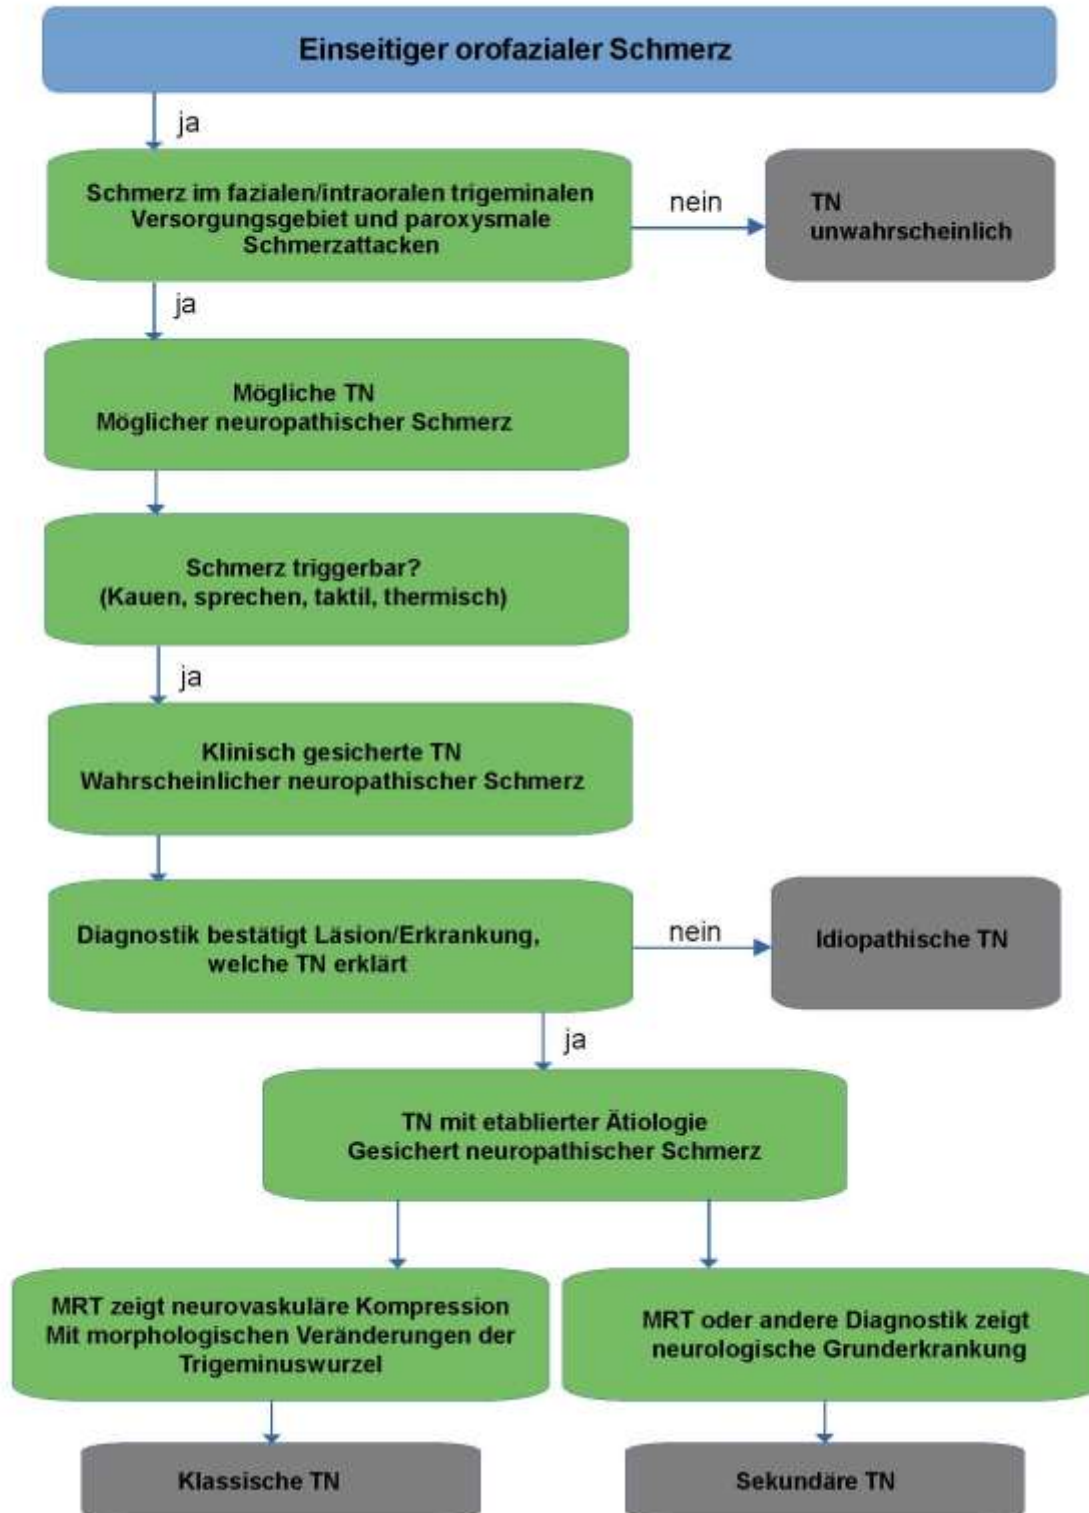 Einseitiger orofazialer Schmerz
ja
Schmerz im fazialen/intraoralen trigeminalen
Versorgungsgebiet und paroxysmale
Schmerzattacken
nein
TN
unwahrscheinlich
ja
Mögliche TN
Möglicher neuropathischer Schmerz
Schmerz triggerbar?
(Kauen, sprechen, taktil, thermisch)
ja
Klinisch gesicherte TN
Wahrscheinlicher neuropathischer Schmerz
Diagnostik bestätigt Läsion/Erkrankung,
welche TN erklärt
nein
Idiopathische TN
ja
TN mit etablierter Ätiologie
Gesichert neuropathischer Schmerz
MRT zeigt neurovaskuläre Kompression
Mit morphologischen Veränderungen der
Trigeminuswurzel
MRT oder andere Diagnostik zeigt
neurologische Grunderkrankung
Klassische TN
Sekundäre TN